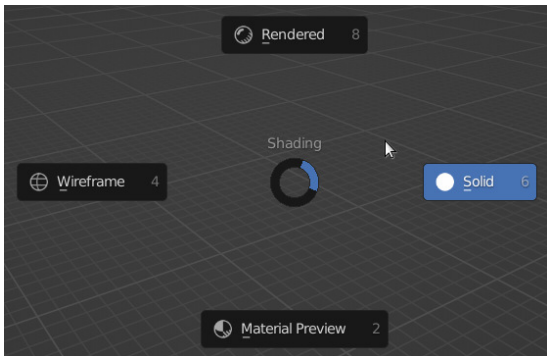 Rendered 8
Shading
Wireframe 4
Solid 6
Material Preview 2